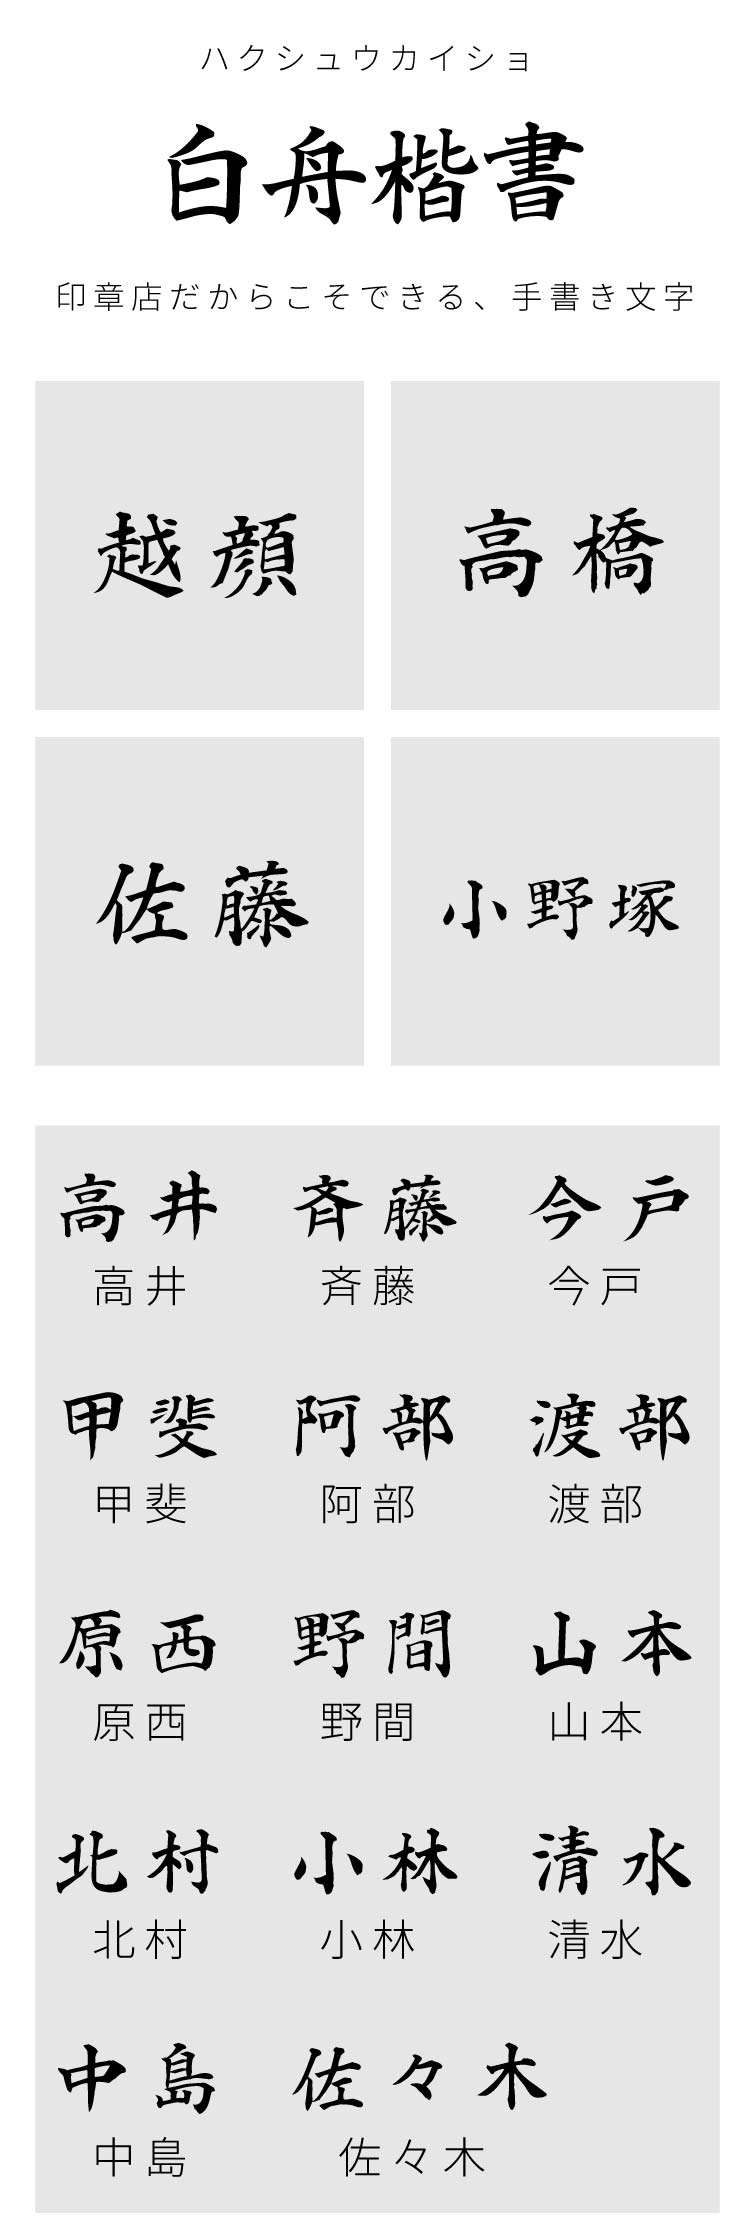 ハクシュウカイショ
白舟楷書
印章店だからこそできる、手書き文字
越顔
高橋
佐藤
小野塚
高井 斉藤 今戸
高井 斉藤 今戸
甲斐 阿部 渡部
甲斐 阿部 渡部
原西 野間 山本
原西 野間 山本
北村 小林 清水
北村 小林 清水
中島 佐々木
中島 佐々木